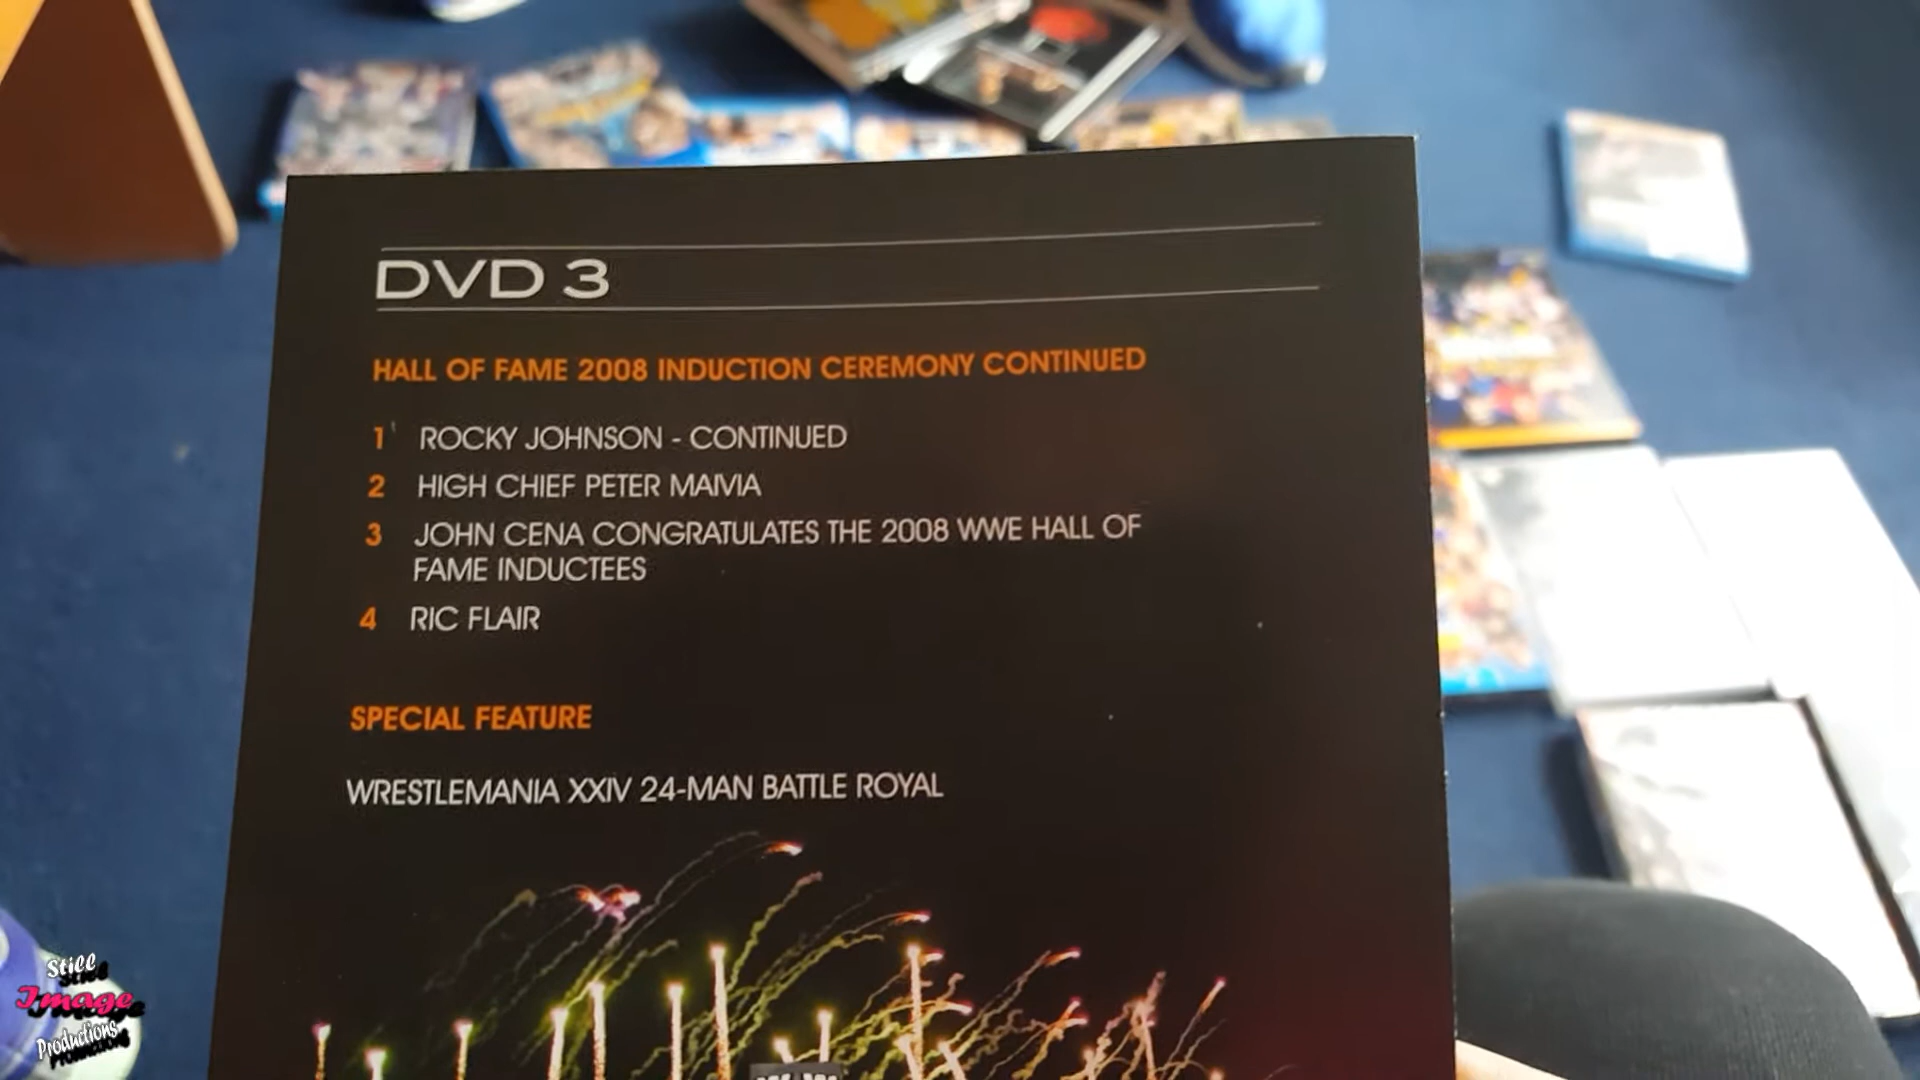 DVD 3
HALL OF FAME 2008 INDUCTION CEREMONY CONTINUED
1 ROCKY JOHNSON - CONTINUED
2 HIGH CHIEF PETER MAIVIA
3 JOHN CENA CONGRATULATES THE 2008 WWE HALL OF
FAME INDUCTEES
4 RIC FLAIR
SPECIAL FEATURE
WRESTLEMANIA XXIV 24-MAN BATTLE ROYAL
Still
Image
Productions